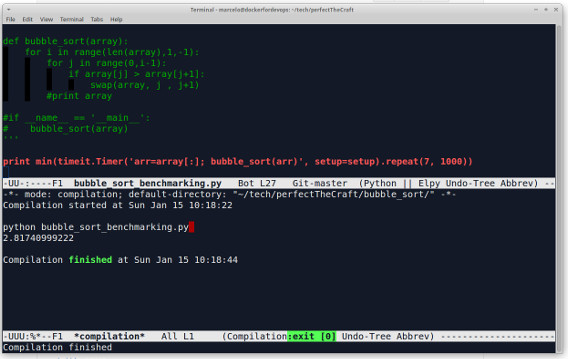 Terminal - marcelo@dockerfordevops: ~/tech/perfectTheCraft
File Edit View Terminal Tabs Help
def bubble_sort(array):
for i in range(len(array),1,-1):
for j in range(0,i-1):
if array[j] > array[j+1]:
swap(array, j , j+1)
#print array
#if __name__ == '__main__':
#    bubble_sort(array)
'''
print min(timeit.Timer('arr=array[:]; bubble_sort(arr)', setup=setup).repeat(7, 1000))
-UU-:----F1  bubble_sort_benchmarking.py   Bot L27   Git-master  (Python || Elpy Undo-Tree Abbrev) --
-*- mode: compilation; default-directory: "~/tech/perfectTheCraft/bubble_sort/" -*-
Compilation started at Sun Jan 15 10:18:22
python bubble_sort_benchmarking.py
2.81740999222
Compilation finished at Sun Jan 15 10:18:44
-UUU:%*--F1  *compilation*   All L1     (Compilation:exit [0] Undo-Tree Abbrev) --------------------
Compilation finished